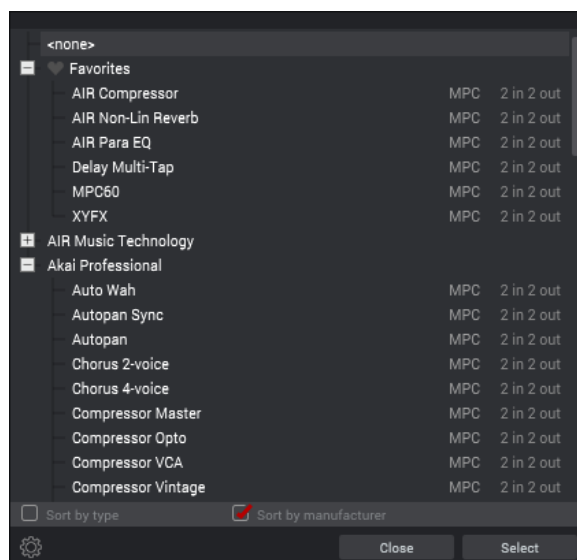 <none>
Favorites
AIR Compressor MPC 2 in 2 out
AIR Non-Lin Reverb MPC 2 in 2 out
AIR Para EQ MPC 2 in 2 out
Delay Multi-Tap MPC 2 in 2 out
MPC60 MPC 2 in 2 out
XYFX MPC 2 in 2 out
AIR Music Technology
Akai Professional
Auto Wah MPC 2 in 2 out
Autopan Sync MPC 2 in 2 out
Autopan MPC 2 in 2 out
Chorus 2-voice MPC 2 in 2 out
Chorus 4-voice MPC 2 in 2 out
Compressor Master MPC 2 in 2 out
Compressor Opto MPC 2 in 2 out
Compressor VCA MPC 2 in 2 out
Compressor Vintage MPC 2 in 2 out
Sort by type Sort by manufacturer
Close Select